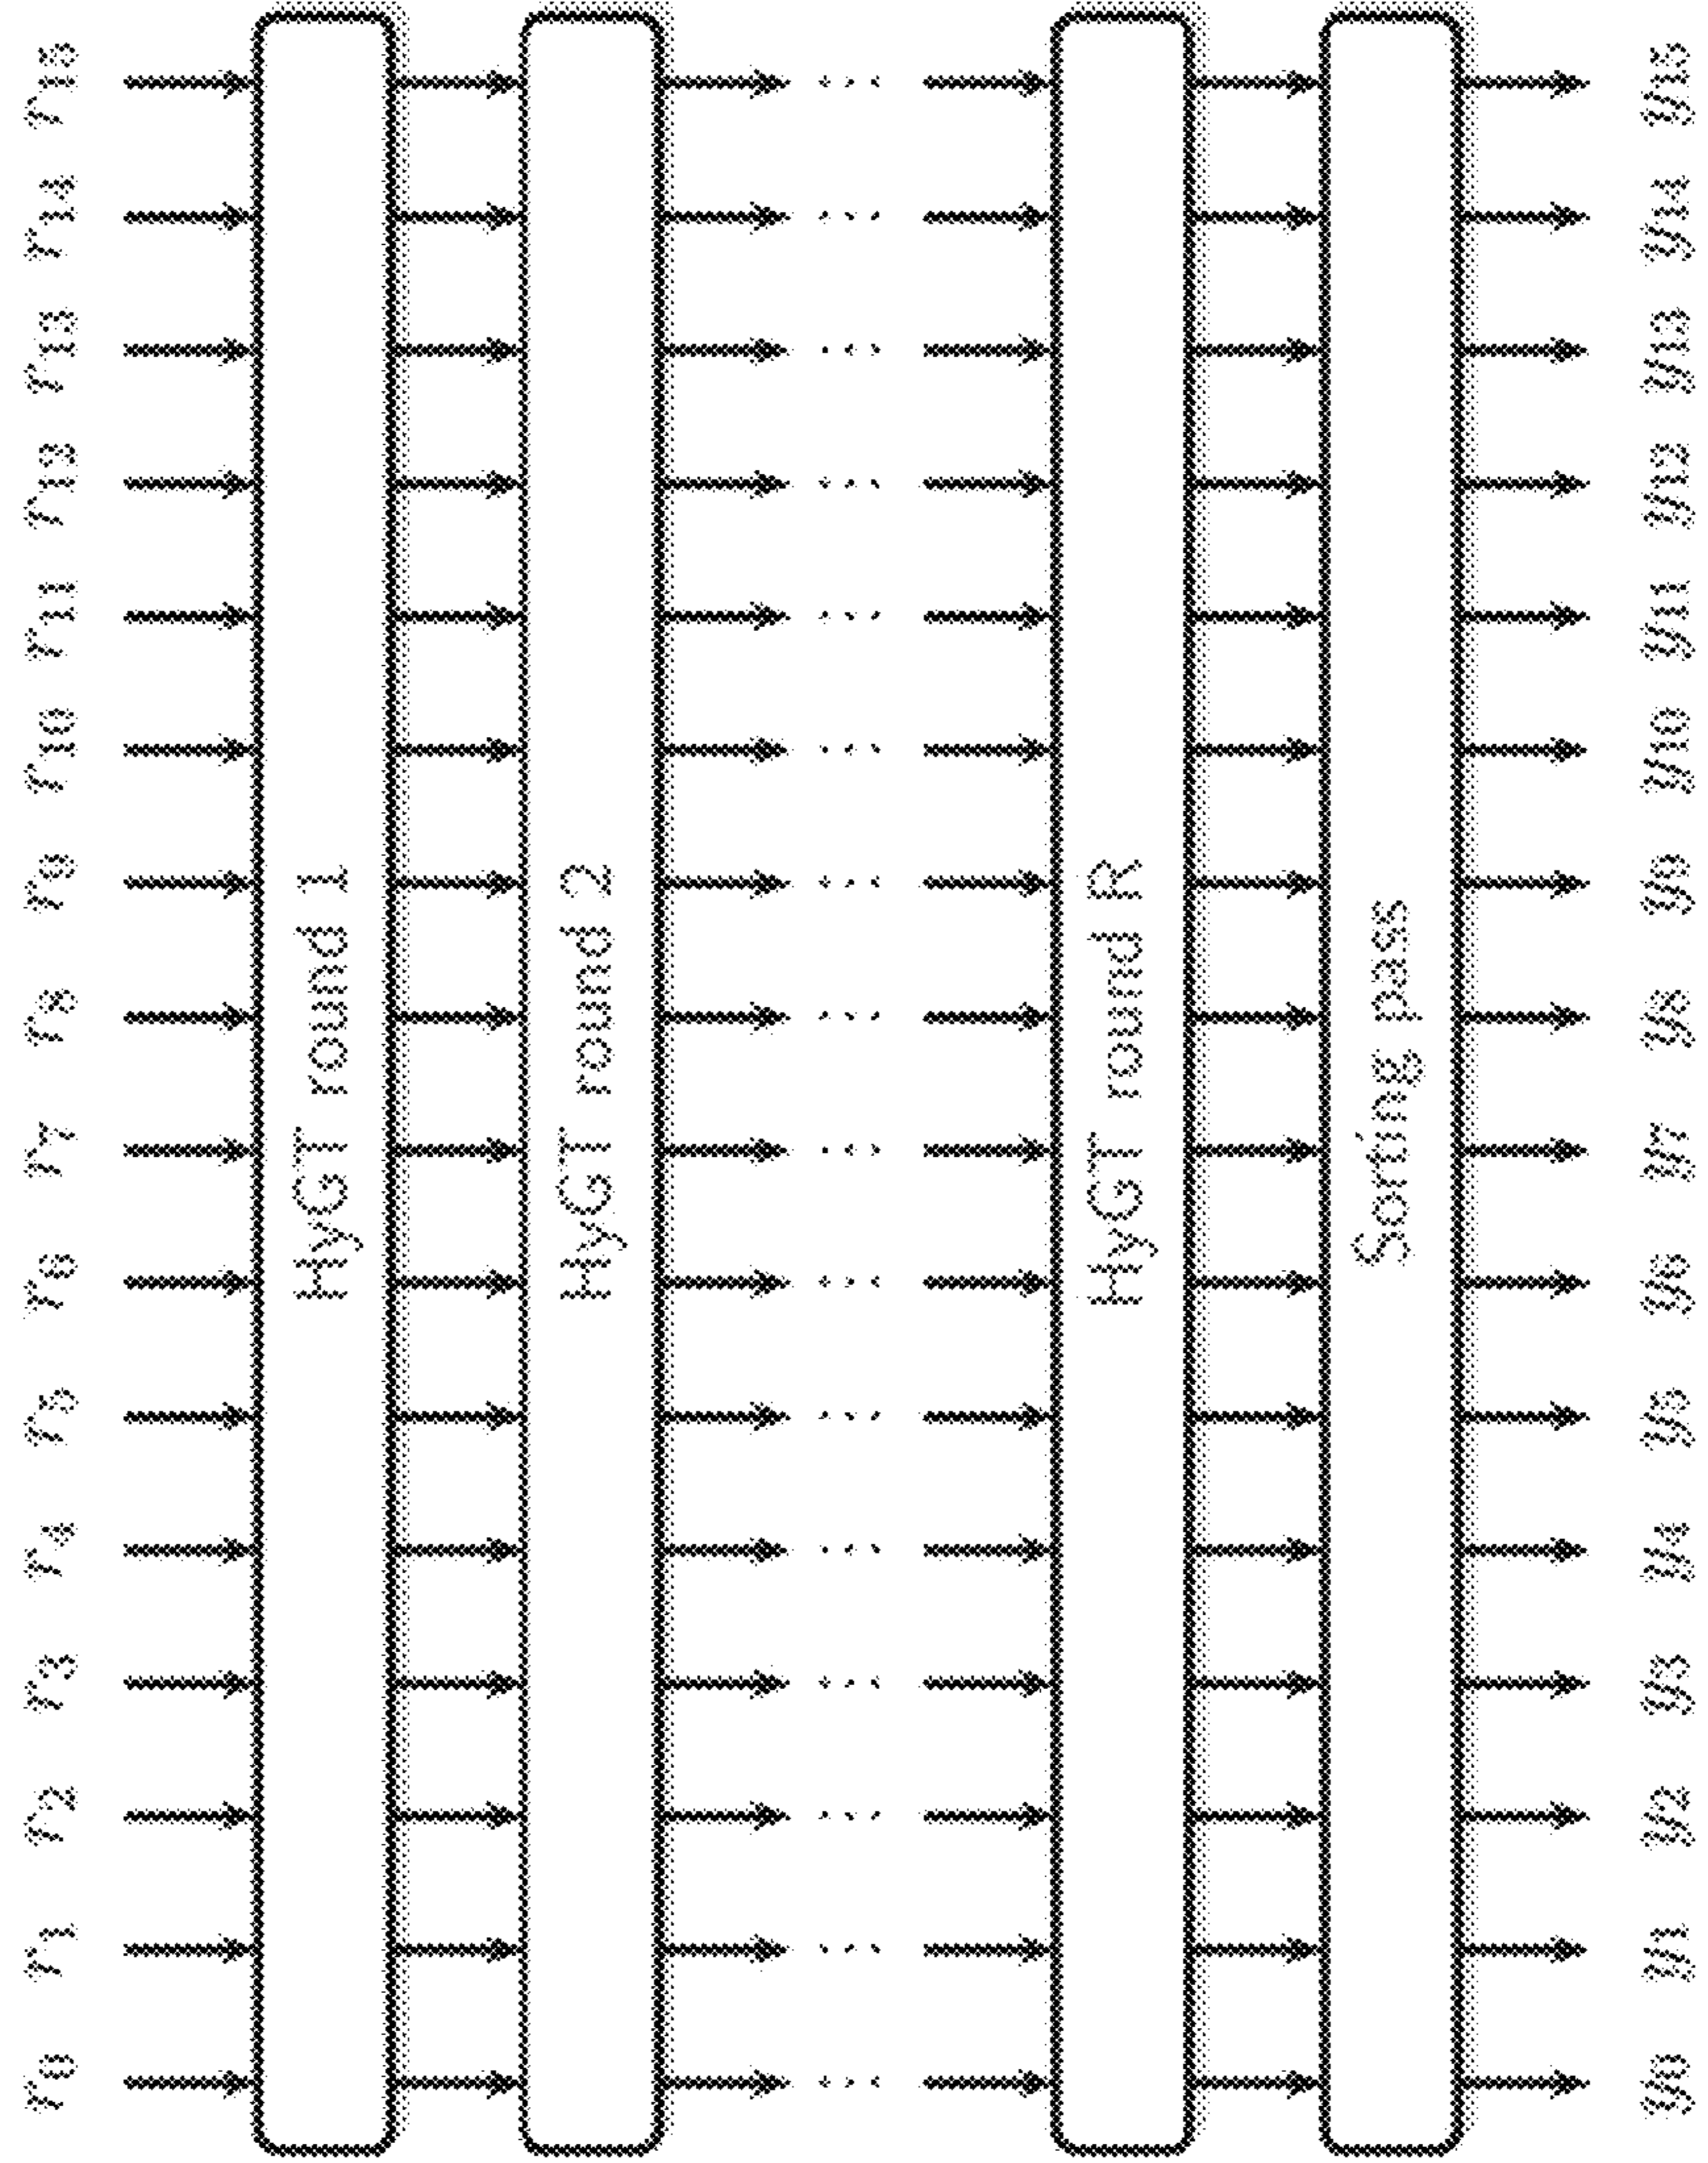 r0 r1 r2 r3 r4 r5 r6 r7 r8 r9 r10 r11 r12 r13 r14 r15
HyGT round 1
HyGT round 2
... ... ... ... ... ... ... ... ... ... ... ... ... ... ... ...
HyGT round R
Sorting pass
y0 y1 y2 y3 y4 y5 y6 y7 y8 y9 y10 y11 y12 y13 y14 y15